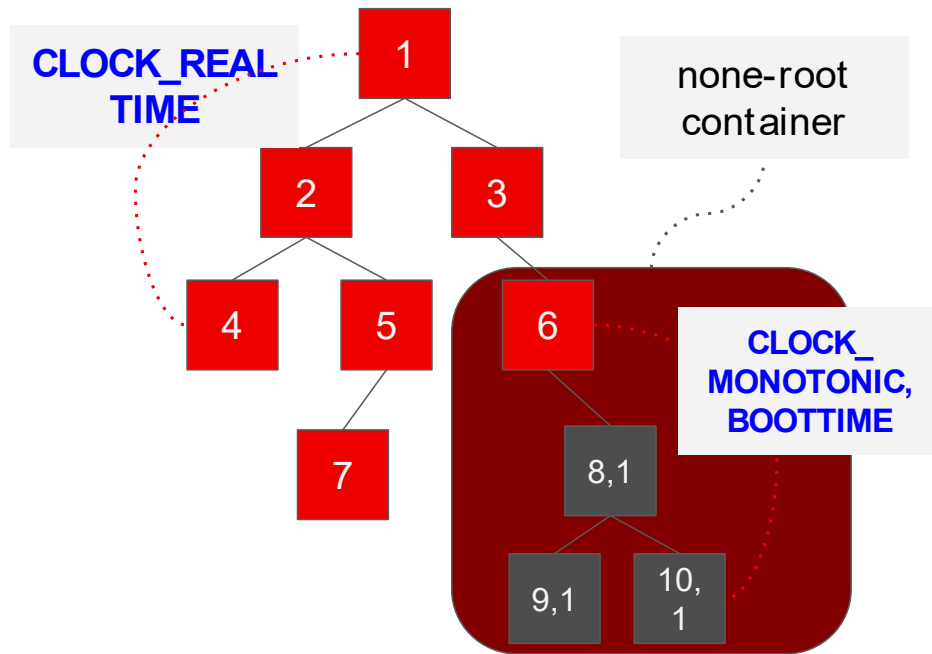 1
CLOCK_REAL
TIME
none-root
container
2
3
4
5
6
CLOCK_
MONOTONIC,
BOOTTIME
7
8,1
9,1
10,
1